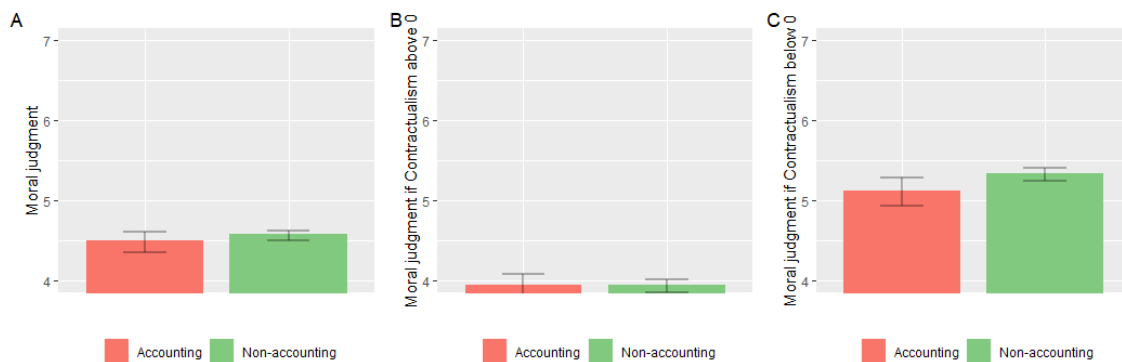 A
Moral judgment
7
6
5
4
Accounting Non-accounting
B
Moral judgment if Contractualism above 0
7
6
5
4
Accounting Non-accounting
C
Moral judgment if Contractualism below 0
7
6
5
4
Accounting Non-accounting